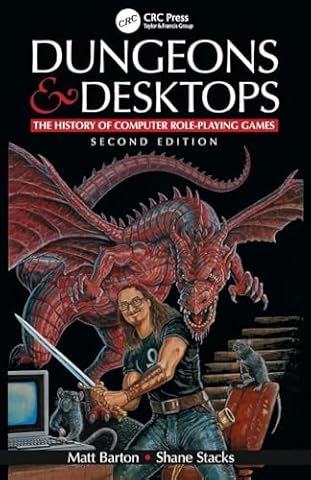 CRC
CRC Press
Taylor & Francis Group
DUNGEONS
& DESKTOPS
THE HISTORY OF COMPUTER ROLE-PLAYING GAMES
SECOND EDITION
Matt Barton • Shane Stacks